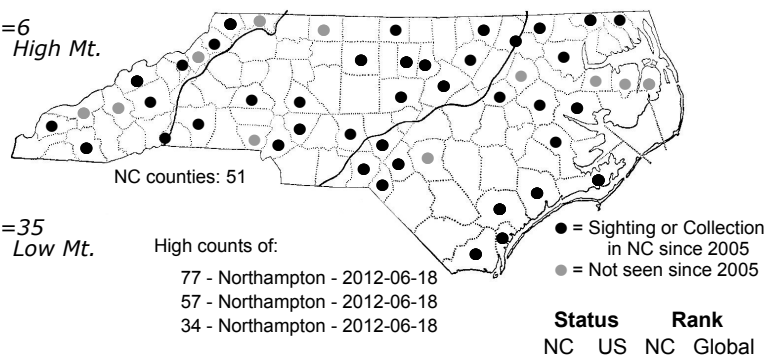 =6
High Mt.
NC counties: 51
=35
Low Mt.
High counts of:
77 - Northampton - 2012-06-18
57 - Northampton - 2012-06-18
34 - Northampton - 2012-06-18
= Sighting or Collection
in NC since 2005
= Not seen since 2005
Status Rank
NC US NC Global